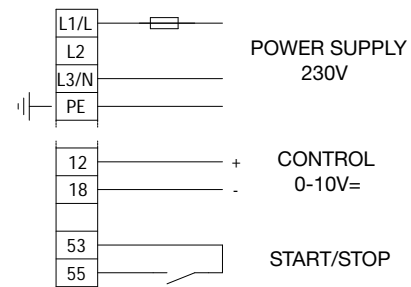 L1/L
L2
L3/N
PE
POWER SUPPLY
230V
12
+
18
-
CONTROL
0-10V=
53
55
START/STOP